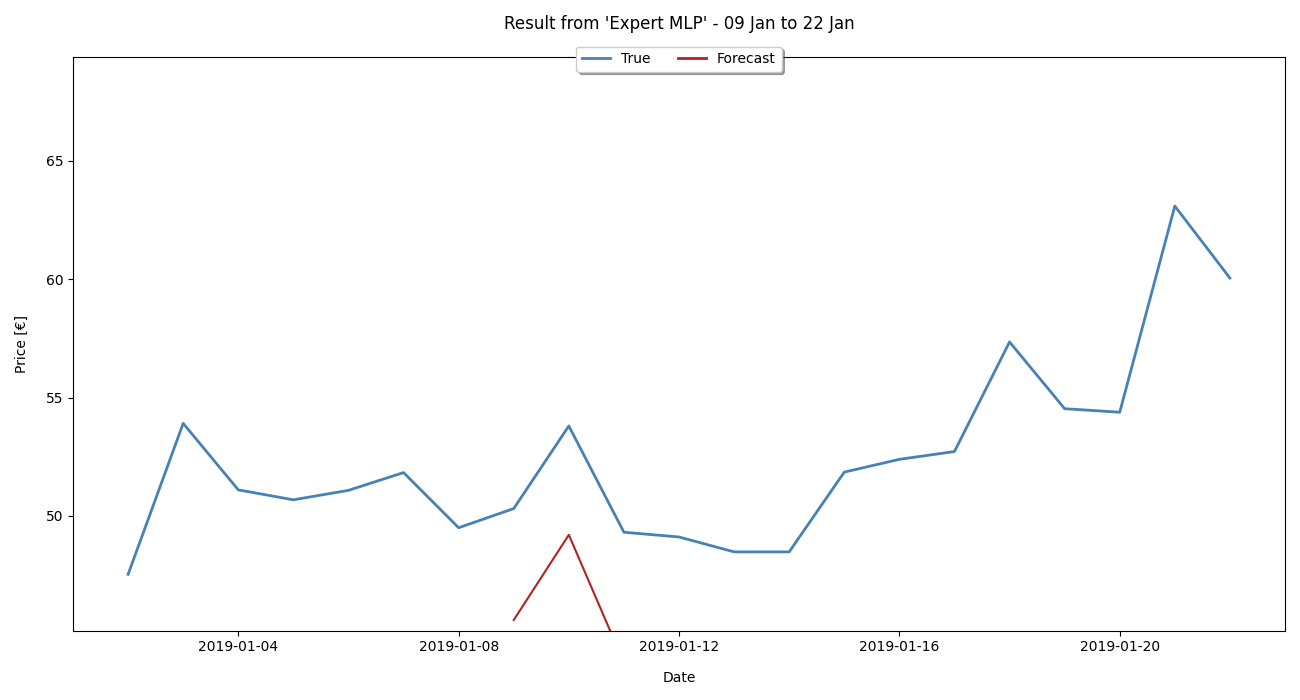 Result from 'Expert MLP' - 09 Jan to 22 Jan
True Forecast
65
60
55
50
Price [€]
2019-01-04 2019-01-08 2019-01-12 2019-01-16 2019-01-20
Date